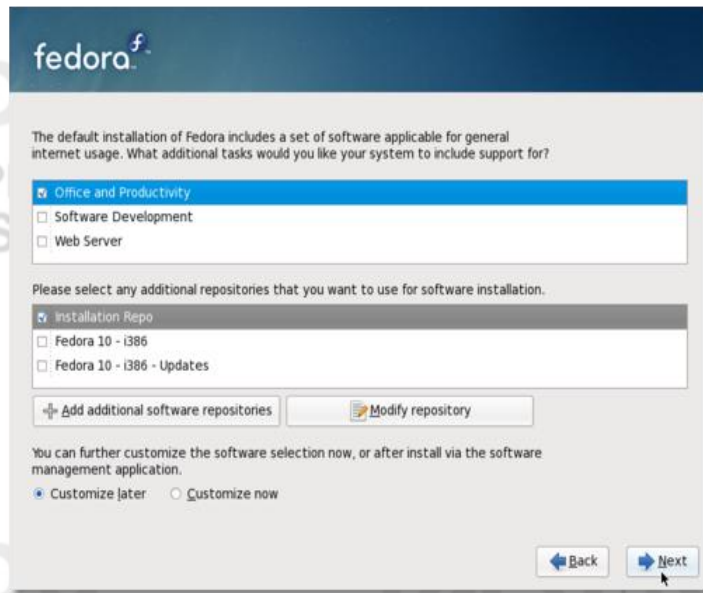 fedora
The default installation of Fedora includes a set of software applicable for general
internet usage. What additional tasks would you like your system to include support for?
Office and Productivity
Software Development
Web Server
Please select any additional repositories that you want to use for software installation.
Installation Repo
Fedora 10 - i386
Fedora 10 - i386 - Updates
Add additional software repositories Modify repository
You can further customize the software selection now, or after install via the software
management application.
Customize later Customize now
Back Next